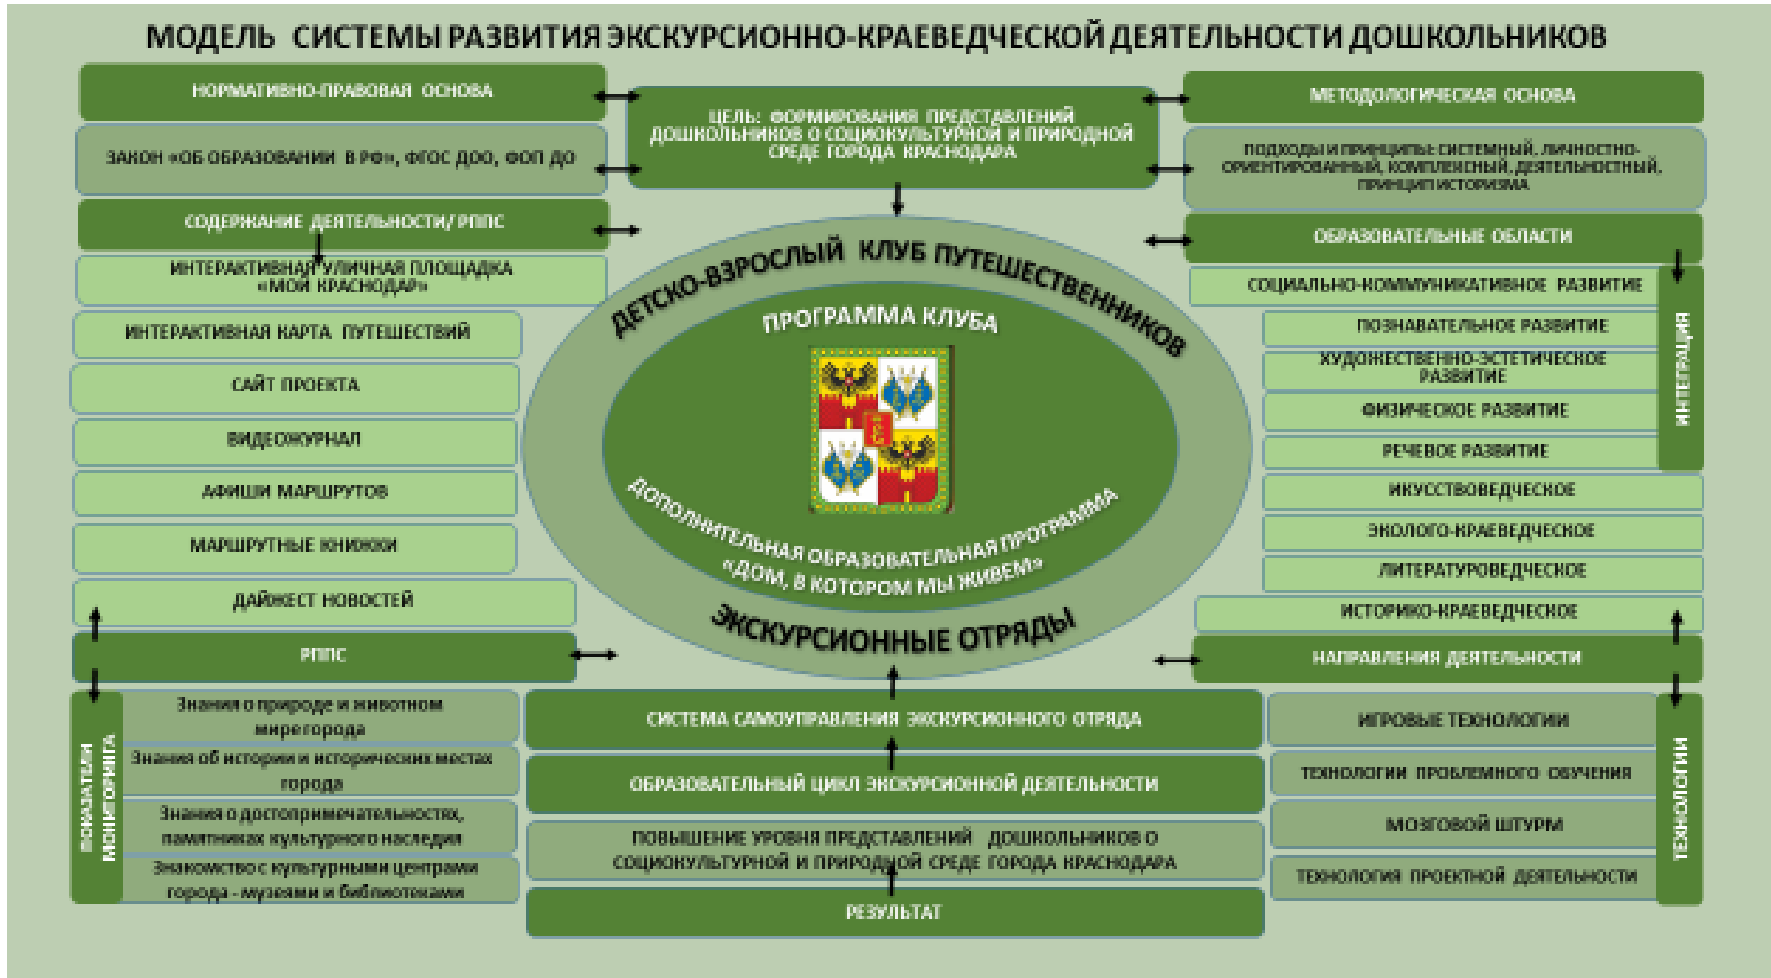 МОДЕЛЬ СИСТЕМЫ РАЗВИТИЯ ЭКСКУРСИОННО-КРАЕВЕДЧЕСКОЙ ДЕЯТЕЛЬНОСТИ ДОШКОЛЬНИКОВ
НОРМАТИВНО-ПРАВОВАЯ ОСНОВА
ЗАКОН «ОБ ОБРАЗОВАНИИ В РФ», ФГОС ДОО, ФОП ДО
СОДЕРЖАНИЕ ДЕЯТЕЛЬНОСТИ/ РППС
ИНТЕРАКТИВНАЯ УЛИЧНАЯ ПЛОЩАДКА
«МОЙ КРАСНОДАР»
ИНТЕРАКТИВНАЯ КАРТА ПУТЕШЕСТВИЙ
САЙТ ПРОЕКТА
ВИДЕОЖУРНАЛ
АФИШИ МАРШРУТОВ
МАРШРУТНЫЕ КНИЖКИ
ДАЙЖЕСТ НОВОСТЕЙ
РППС
ПОКАЗАТЕЛИ
МОНИТОРИНГА
Знания о природе и животном
мире города
Знания об истории и исторических местах
города
Знания о достопримечательностях,
памятниках культурного наследия
Знакомство с культурными центрами
города - музеями и библиотеками
ЦЕЛЬ: ФОРМИРОВАНИЯ ПРЕДСТАВЛЕНИЙ
ДОШКОЛЬНИКОВ О СОЦИОКУЛЬТУРНОЙ И ПРИРОДНОЙ
СРЕДЕ ГОРОДА КРАСНОДАРА
ДЕТСКО-ВЗРОСЛЫЙ КЛУБ ПУТЕШЕСТВЕННИКОВ
ПРОГРАММА КЛУБА
ДОПОЛНИТЕЛЬНАЯ ОБРАЗОВАТЕЛЬНАЯ ПРОГРАММА
«ДОМ, В КОТОРОМ МЫ ЖИВЕМ»
ЭКСКУРСИОННЫЕ ОТРЯДЫ
СИСТЕМА САМОУПРАВЛЕНИЯ ЭКСКУРСИОННОГО ОТРЯДА
ОБРАЗОВАТЕЛЬНЫЙ ЦИКЛ ЭКСКУРСИОННОЙ ДЕЯТЕЛЬНОСТИ
ПОВЫШЕНИЕ УРОВНЯ ПРЕДСТАВЛЕНИЙ ДОШКОЛЬНИКОВ О
СОЦИОКУЛЬТУРНОЙ И ПРИРОДНОЙ СРЕДЕ ГОРОДА КРАСНОДАРА
РЕЗУЛЬТАТ
МЕТОДОЛОГИЧЕСКАЯ ОСНОВА
ПОДХОДЫ И ПРИНЦИПЫ: СИСТЕМНЫЙ, ЛИЧНОСТНО-
ОРИЕНТИРОВАННЫЙ, КОМПЛЕКСНЫЙ, ДЕЯТЕЛЬНОСТНЫЙ,
ПРИНЦИП ИСТОРИЗМА
ОБРАЗОВАТЕЛЬНЫЕ ОБЛАСТИ
СОЦИАЛЬНО-КОММУНИКАТИВНОЕ РАЗВИТИЕ
ПОЗНАВАТЕЛЬНОЕ РАЗВИТИЕ
ХУДОЖЕСТВЕННО-ЭСТЕТИЧЕСКОЕ
РАЗВИТИЕ
ФИЗИЧЕСКОЕ РАЗВИТИЕ
РЕЧЕВОЕ РАЗВИТИЕ
ИНТЕГРАЦИЯ
ИКУССТВОВЕДЧЕСКОЕ
ЭКОЛОГО-КРАЕВЕДЧЕСКОЕ
ЛИТЕРАТУРОВЕДЧЕСКОЕ
ИСТОРИКО-КРАЕВЕДЧЕСКОЕ
НАПРАВЛЕНИЯ ДЕЯТЕЛЬНОСТИ
ИГРОВЫЕ ТЕХНОЛОГИИ
ТЕХНОЛОГИИ ПРОБЛЕМНОГО ОБУЧЕНИЯ
МОЗГОВОЙ ШТУРМ
ТЕХНОЛОГИЯ ПРОЕКТНОЙ ДЕЯТЕЛЬНОСТИ
ТЕХНОЛОГИИ